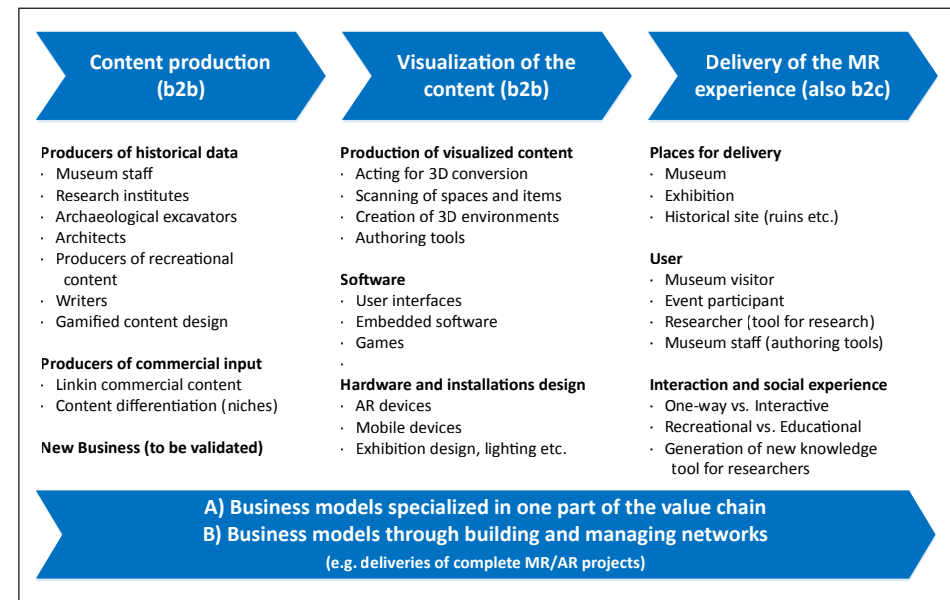 Content production
(b2b)
Visualization of the
content (b2b)
Delivery of the MR
experience (also b2c)
Producers of historical data
· Museum staff
· Research institutes
· Archaeological excavators
· Architects
· Producers of recreational
content
· Writers
· Gamified content design
Producers of commercial input
· Linkin commercial content
· Content differentiation (niches)
New Business (to be validated)
Production of visualized content
· Acting for 3D conversion
· Scanning of spaces and items
· Creation of 3D environments
· Authoring tools
Software
· User interfaces
· Embedded software
· Games
·
Hardware and installations design
· AR devices
· Mobile devices
· Exhibition design, lighting etc.
Places for delivery
· Museum
· Exhibition
· Historical site (ruins etc.)
User
· Museum visitor
· Event participant
· Researcher (tool for research)
· Museum staff (authoring tools)
Interaction and social experience
· One-way vs. Interactive
· Recreational vs. Educational
· Generation of new knowledge
tool for researchers
A) Business models specialized in one part of the value chain
B) Business models through building and managing networks
(e.g. deliveries of complete MR/AR projects)